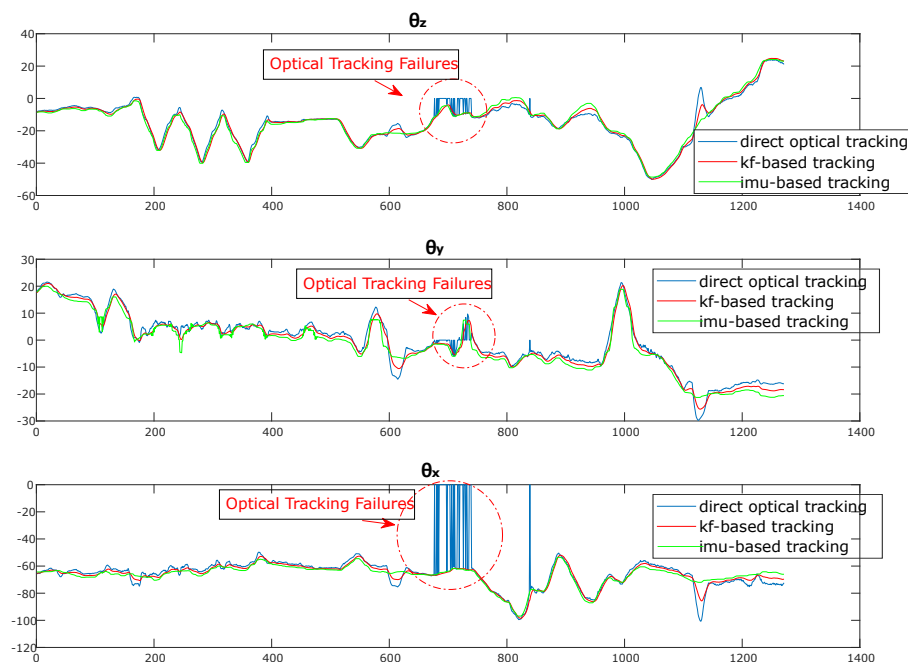 θz
40
20
0
-20
-40
-60
0 200 400 600 800 1000 1200 1400
Optical Tracking Failures
direct optical tracking
kf-based tracking
imu-based tracking
θy
30
20
10
0
-10
-20
-30
0 200 400 600 800 1000 1200 1400
Optical Tracking Failures
direct optical tracking
kf-based tracking
imu-based tracking
θx
0
-20
-40
-60
-80
-100
-120
0 200 400 600 800 1000 1200 1400
Optical Tracking Failures
direct optical tracking
kf-based tracking
imu-based tracking